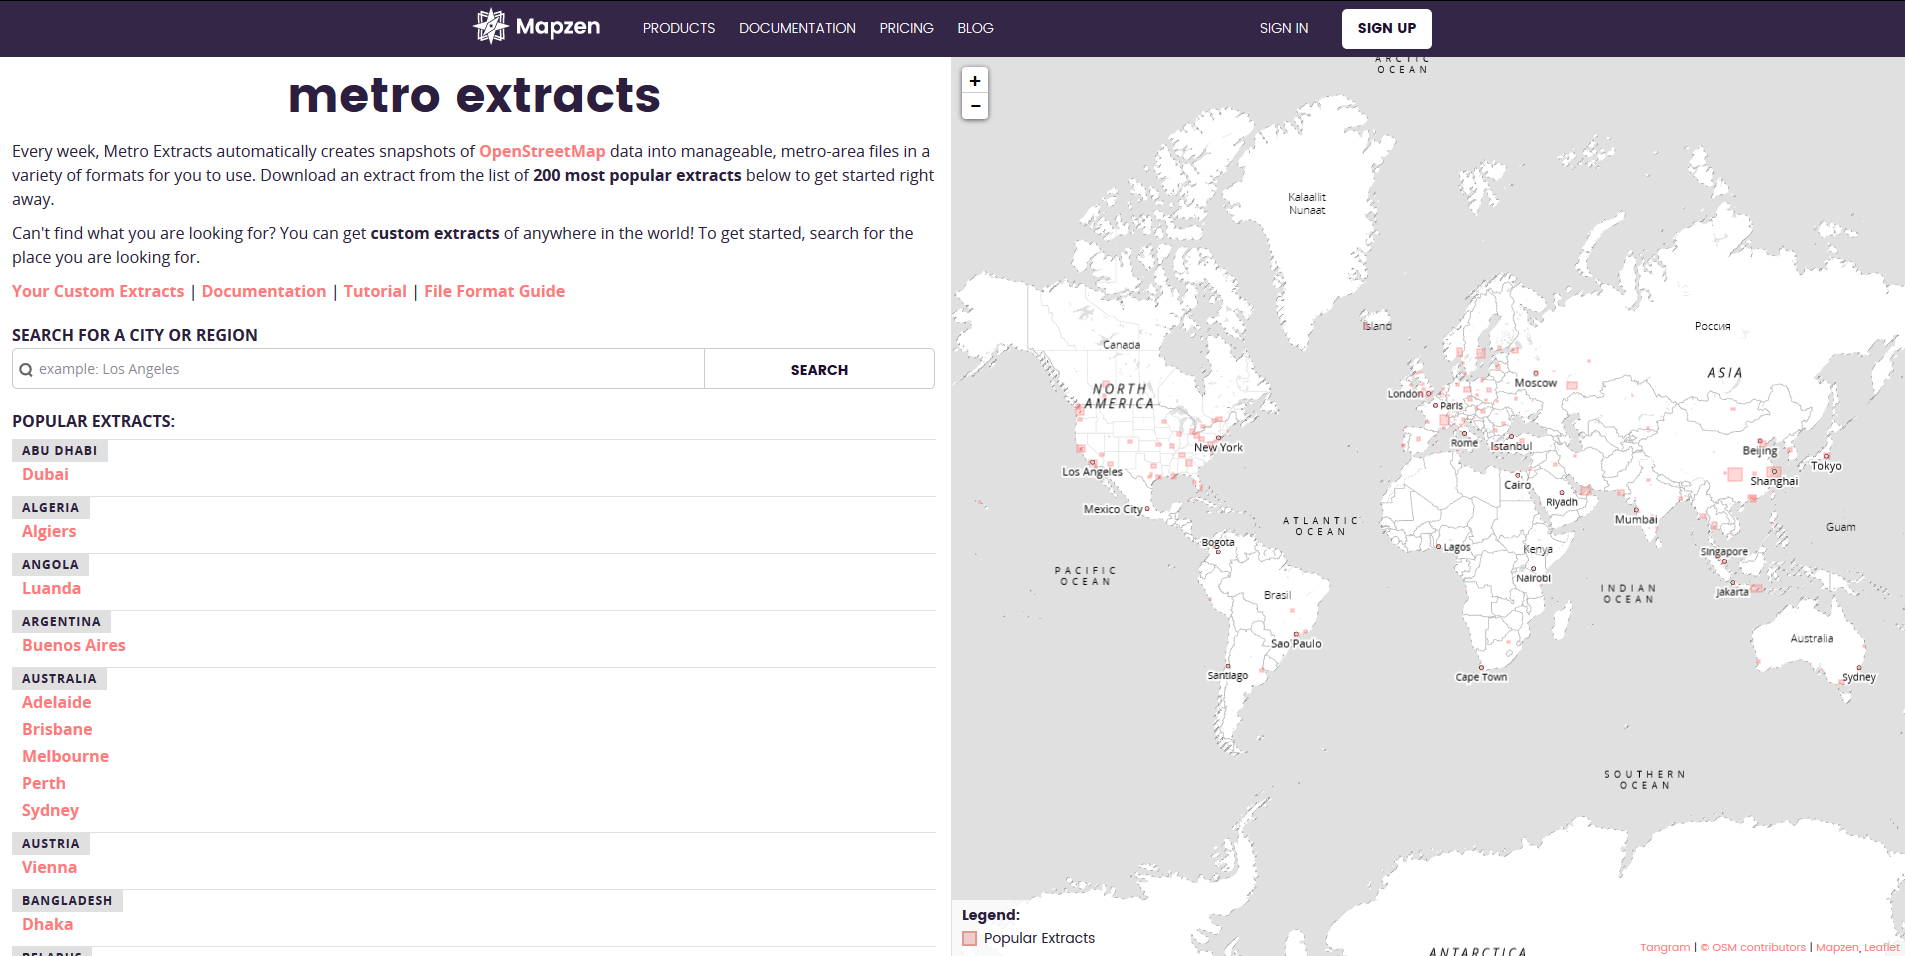 Mapzen
PRODUCTS
DOCUMENTATION
PRICING
BLOG
SIGN IN
SIGN UP
metro extracts
Every week, Metro Extracts automatically creates snapshots of OpenStreetMap data into manageable, metro-area files in a
variety of formats for you to use. Download an extract from the list of 200 most popular extracts below to get started right
away.
Can't find what you are looking for? You can get custom extracts of anywhere in the world! To get started, search for the
place you are looking for.
Your Custom Extracts | Documentation | Tutorial | File Format Guide
SEARCH FOR A CITY OR REGION
example: Los Angeles
SEARCH
POPULAR EXTRACTS:
ABU DHABI
Dubai
ALGERIA
Algiers
ANGOLA
Luanda
ARGENTINA
Buenos Aires
AUSTRALIA
Adelaide
Brisbane
Melbourne
Perth
Sydney
AUSTRIA
Vienna
BANGLADESH
Dhaka
BELARUS
+
−
ARCTIC
OCEAN
Kalaallit
Nunaat
Island
Россия
Canada
ASIA
NORTH
AMERICA
Moscow
London
Paris
New York
Rome
Istanbul
Beijing
Tokyo
Los Angeles
Cairo
Shanghai
Mexico City
Riyadh
Mumbai
ATLANTIC
OCEAN
Guam
Bogota
Lagos
Kenya
Singapore
PACIFIC
OCEAN
Nairobi
Brasil
INDIAN
OCEAN
Jakarta
Sao Paulo
Australia
Santiago
Cape Town
Sydney
SOUTHERN
OCEAN
Legend:
Popular Extracts
ANTARCTICA
Tangram | © OSM contributors | Mapzen, Leaflet